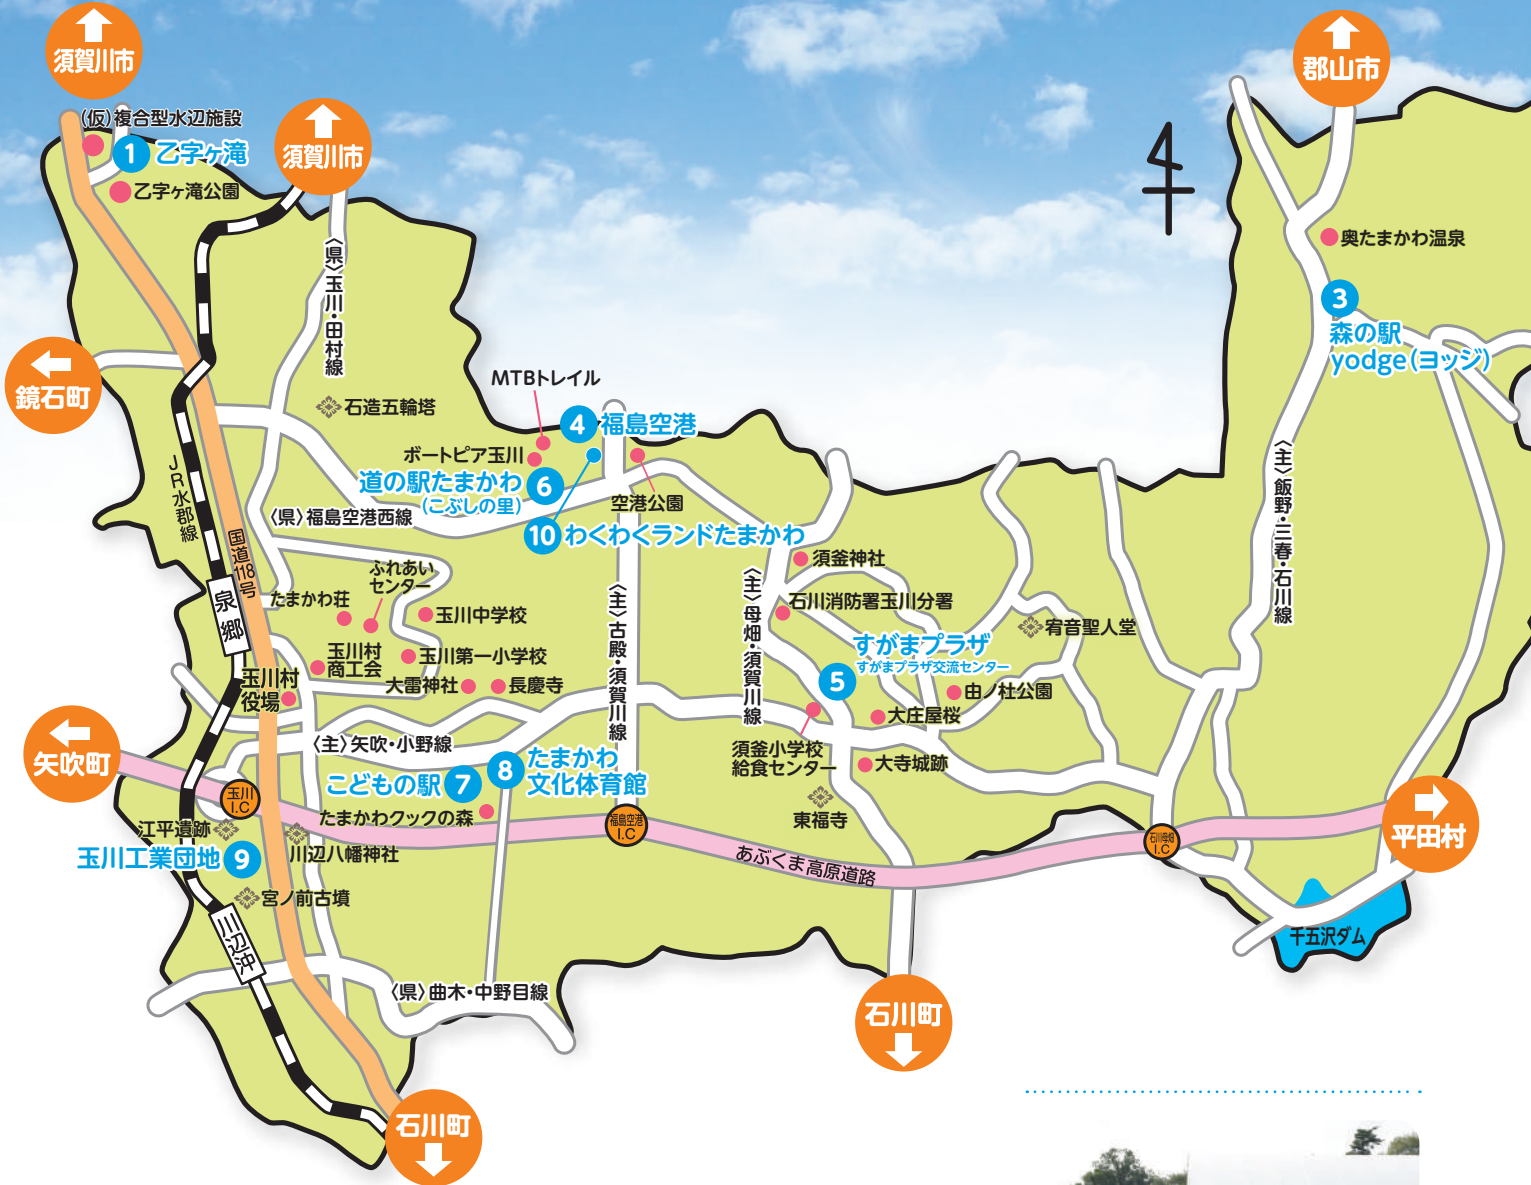 須賀川市
郡山市
(仮)複合型水辺施設
1 乙字ヶ滝
須賀川市
乙字ヶ滝公園
奥たまかわ温泉
〈県〉玉川・田村線
3
森の駅
yodge(ヨッジ)
鏡石町
MTBトレイル
石造五輪塔
4 福島空港
ボートピア玉川
道の駅たまかわ 6
(こぶしの里)
空港公園
JR水郡線
〈県〉福島空港西線
10 わくわくランドたまかわ
国道118号
〈主〉飯野・三春・石川線
須釜神社
ふれあい
センター
泉郷
たまかわ荘
〈主〉古殿・須賀川線
〈主〉母畑・須賀川線
石川消防署玉川分署
玉川中学校
宥音聖人堂
すがまプラザ
すがまプラザ交流センター
5
玉川村
商工会
玉川第一小学校
玉川村
役場
大雷神社
長慶寺
由ノ杜公園
大庄屋桜
矢吹町
〈主〉矢吹・小野線
須釜小学校
給食センター
大寺城跡
8 たまかわ
文化体育館
こどもの駅 7
玉川
I.C
たまかわクックの森
福島空港
I.C
東福寺
平田村
江平遺跡
石川母畑
I.C
玉川工業団地 9
川辺八幡神社
あぶくま高原道路
宮ノ前古墳
川辺沖
千五沢ダム
〈県〉曲木・中野目線
石川町
石川町